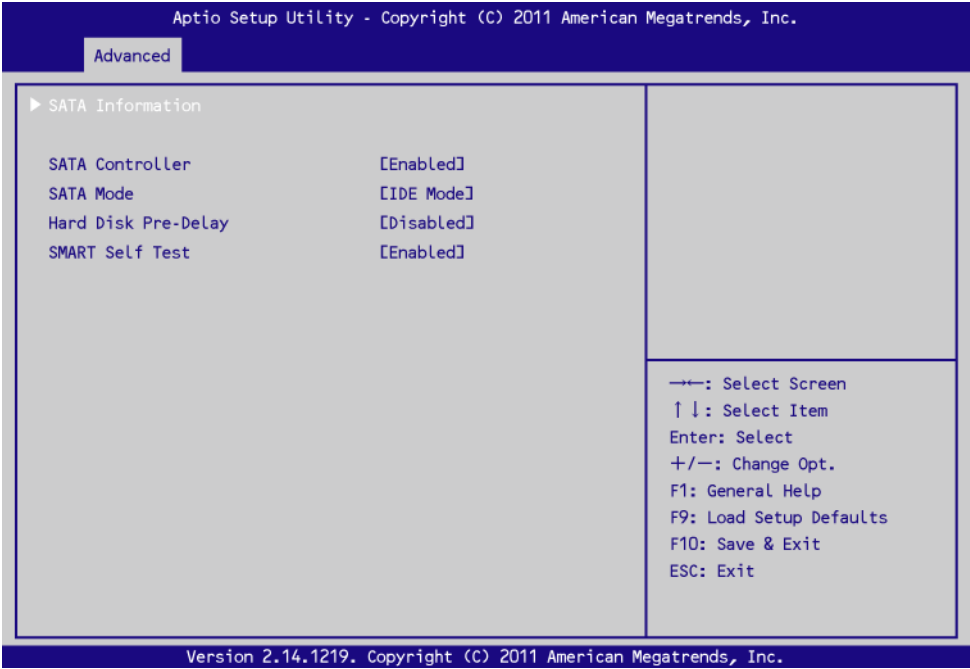 Aptio Setup Utility - Copyright (C) 2011 American Megatrends, Inc.
Advanced
▶ SATA Information
SATA Controller [Enabled]
SATA Mode [IDE Mode]
Hard Disk Pre-Delay [Disabled]
SMART Self Test [Enabled]
→←: Select Screen
↑↓: Select Item
Enter: Select
+/−: Change Opt.
F1: General Help
F9: Load Setup Defaults
F10: Save & Exit
ESC: Exit
Version 2.14.1219. Copyright (C) 2011 American Megatrends, Inc.